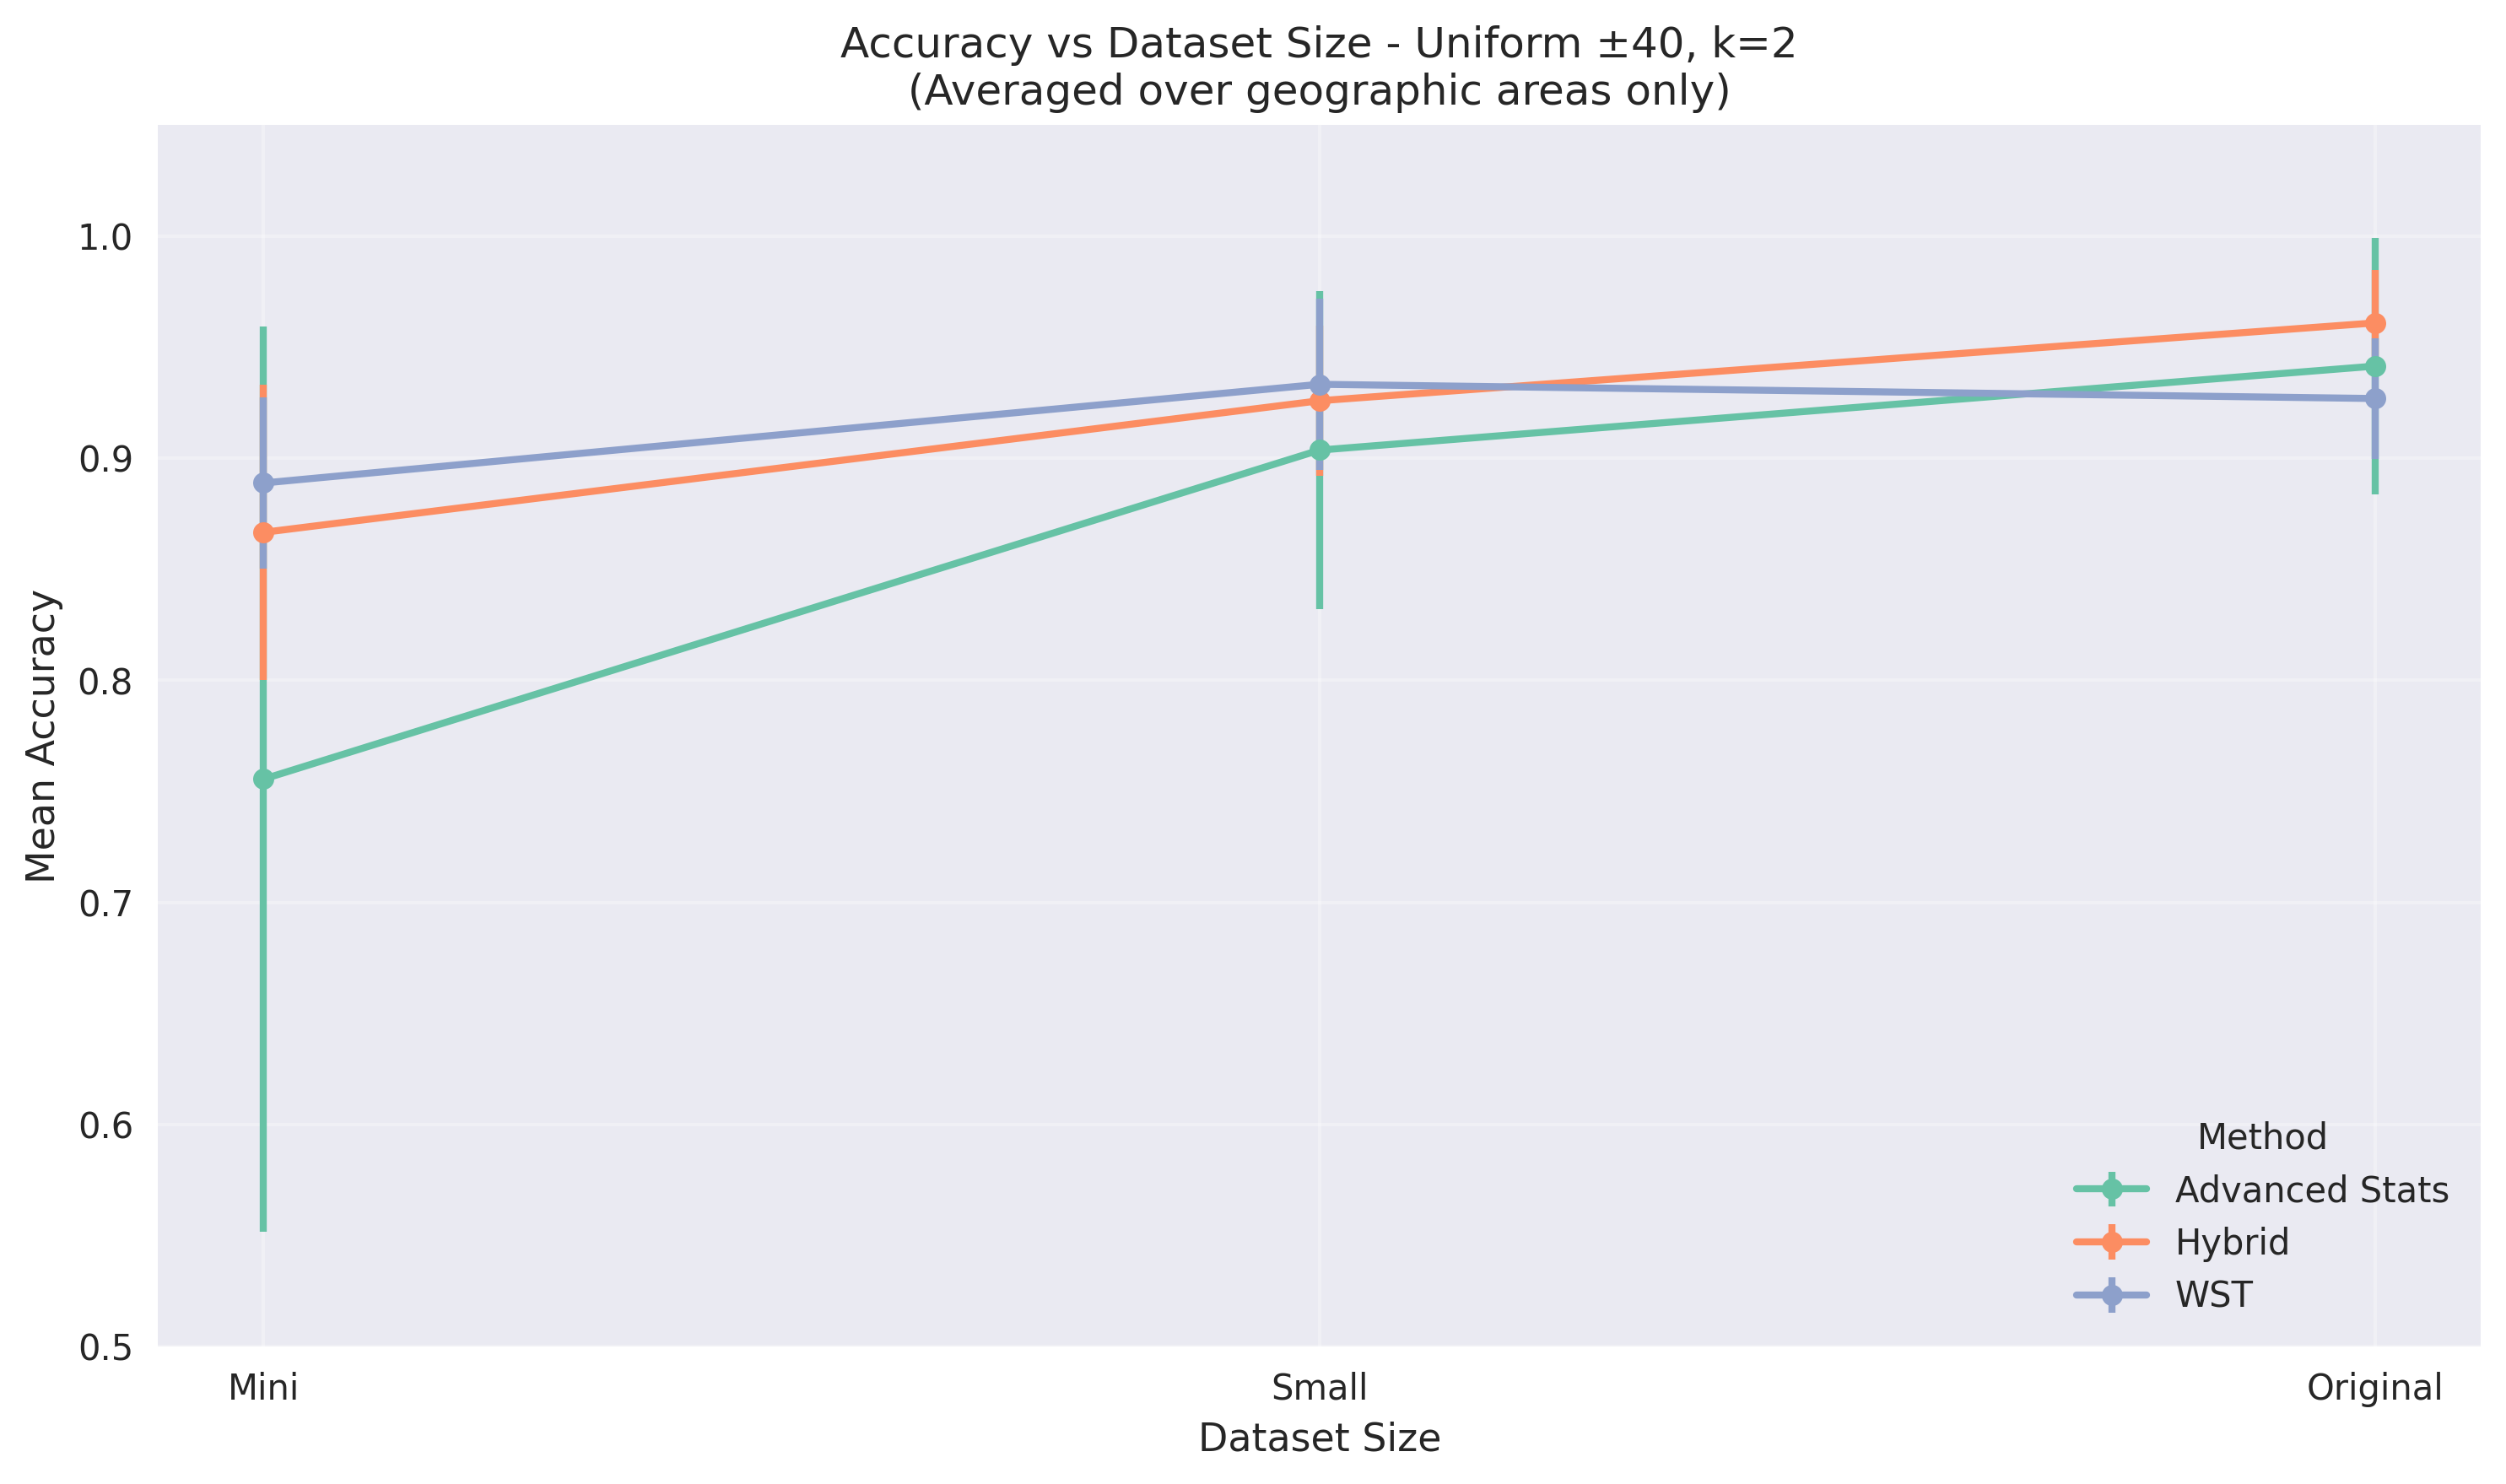 Accuracy vs Dataset Size - Uniform ±40, k=2
(Averaged over geographic areas only)
Mean Accuracy
1.0
0.9
0.8
0.7
0.6
0.5
Method
Advanced Stats
Hybrid
WST
Mini
Small
Original
Dataset Size